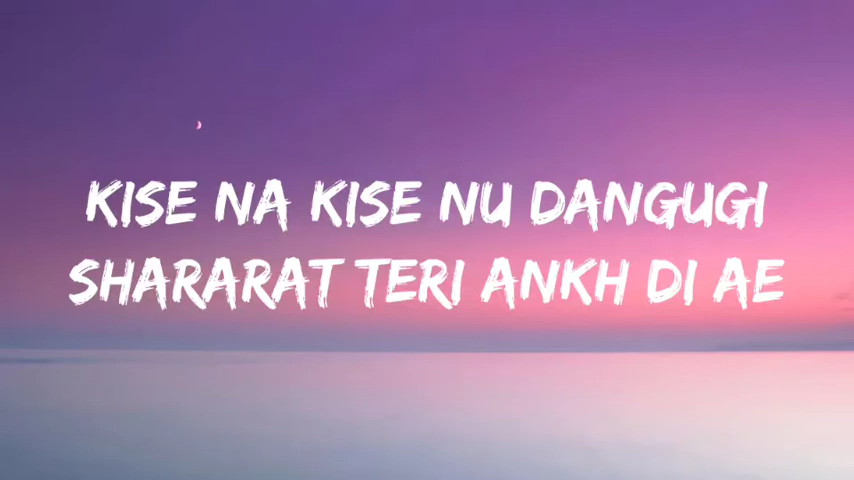 KISE NA KISE NU DANGUGI
SHARARAT TERI ANKH DI AE